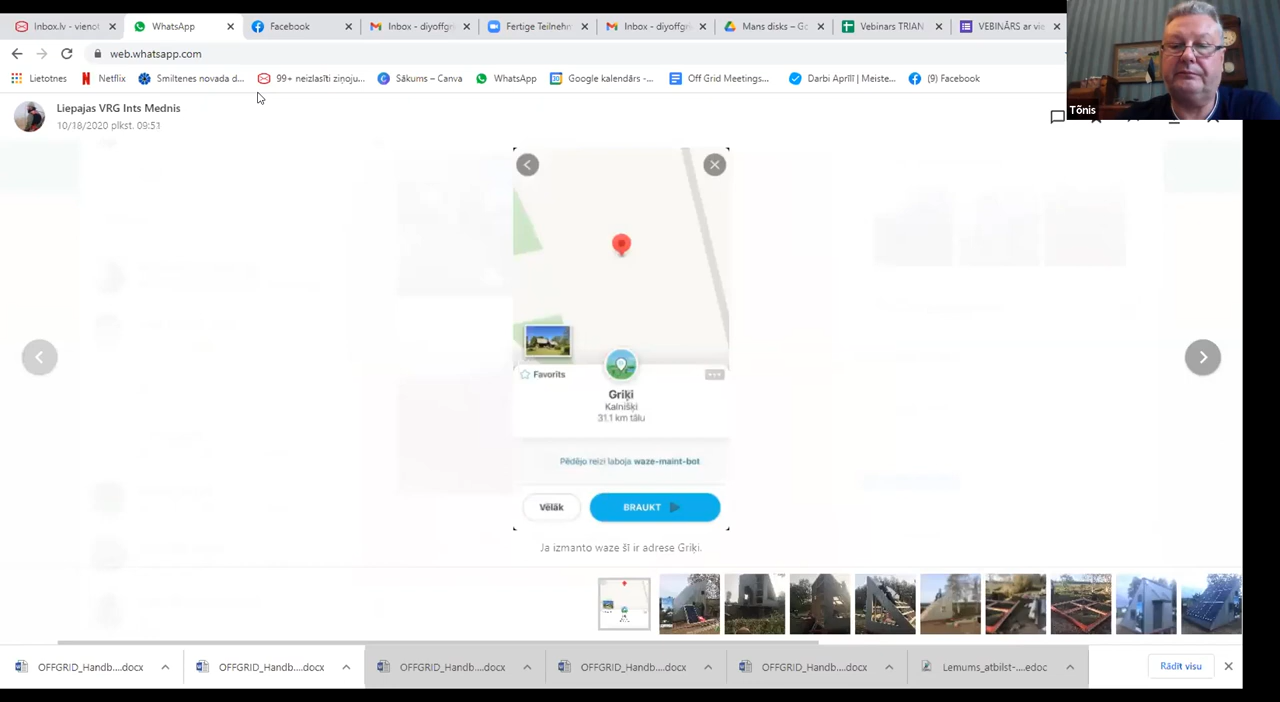 Inbox.lv - vienot
WhatsApp
Facebook
Inbox - diyoffgri
Fertige Teilnehm
Inbox - diyoffgri
Mans disks – Go
Vebinars TRIAN
VEBINĀRS ar vie
web.whatsapp.com
Lietotnes
Netflix
Smiltenes novada d...
99+ neizlasīti ziņoju...
Sākums – Canva
WhatsApp
Google kalendārs -...
Off Grid Meetings...
Darbi Aprīlī | Meiste...
(9) Facebook
Tõnis
Liepajas VRG Ints Mednis
10/18/2020 plkst. 09:51
Favorīts
Griķi
Kalnišķi
31.1 km tālu
Pēdējo reizi laboja waze-maint-bot
Vēlāk
BRAUKT
Ja izmanto waze šī ir adrese Griķi.
OFFGRID_Handb....docx
OFFGRID_Handb....docx
OFFGRID_Handb....docx
OFFGRID_Handb....docx
OFFGRID_Handb....docx
Lemums_atbilst-....edoc
Rādīt visu